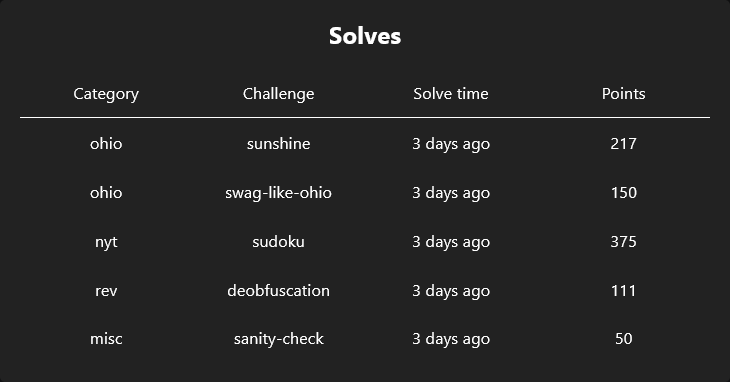 Solves
Category Challenge Solve time Points
ohio sunshine 3 days ago 217
ohio swag-like-ohio 3 days ago 150
nyt sudoku 3 days ago 375
rev deobfuscation 3 days ago 111
misc sanity-check 3 days ago 50